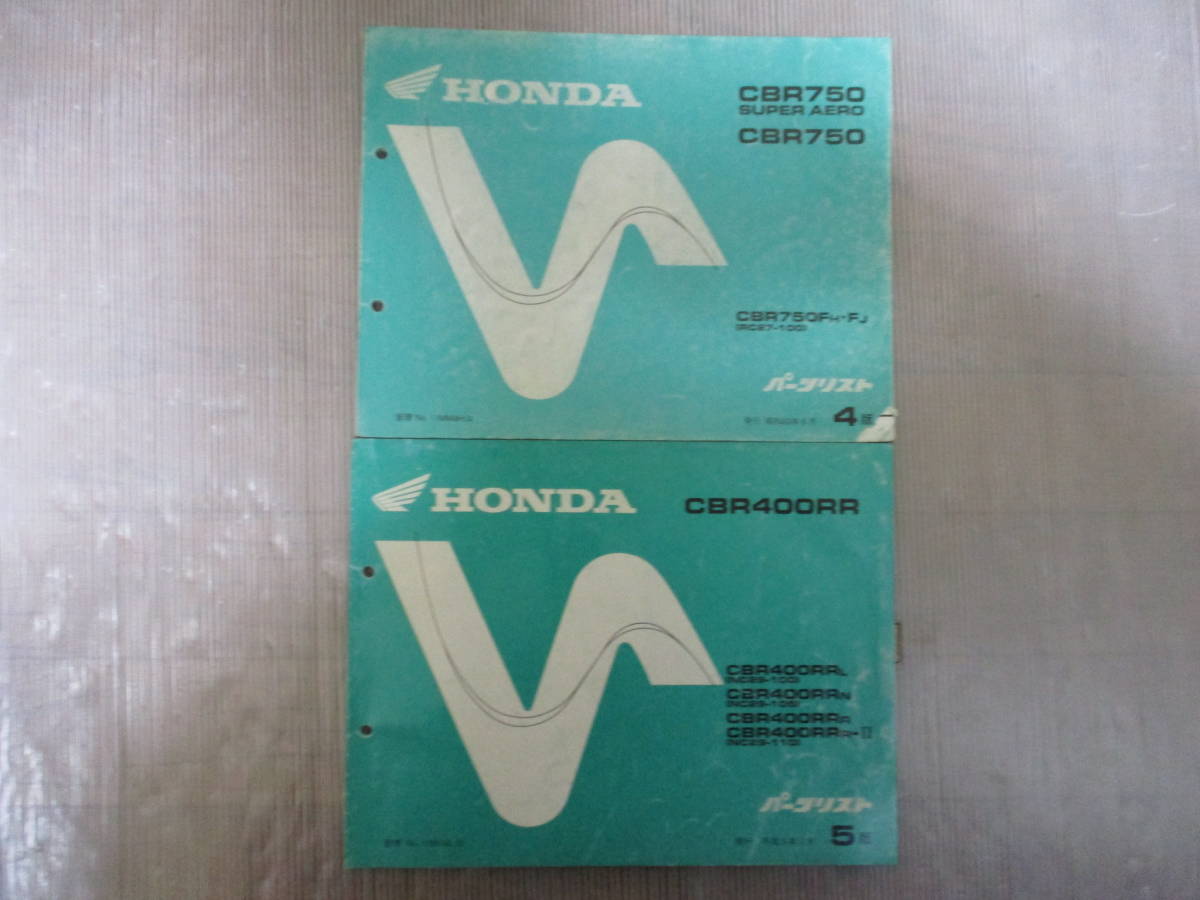 HONDA
CBR750
SUPER AERO
CBR750
CBR750FH·FJ
(RC27-100)
パーツリスト
4版
HONDA
CBR400RR
CBR400RRL
(NC29-100)
C2R400RRN
(NC29-105)
CBR400RRR
CBR400RRR-II
(NC29-110)
パーツリスト
5版